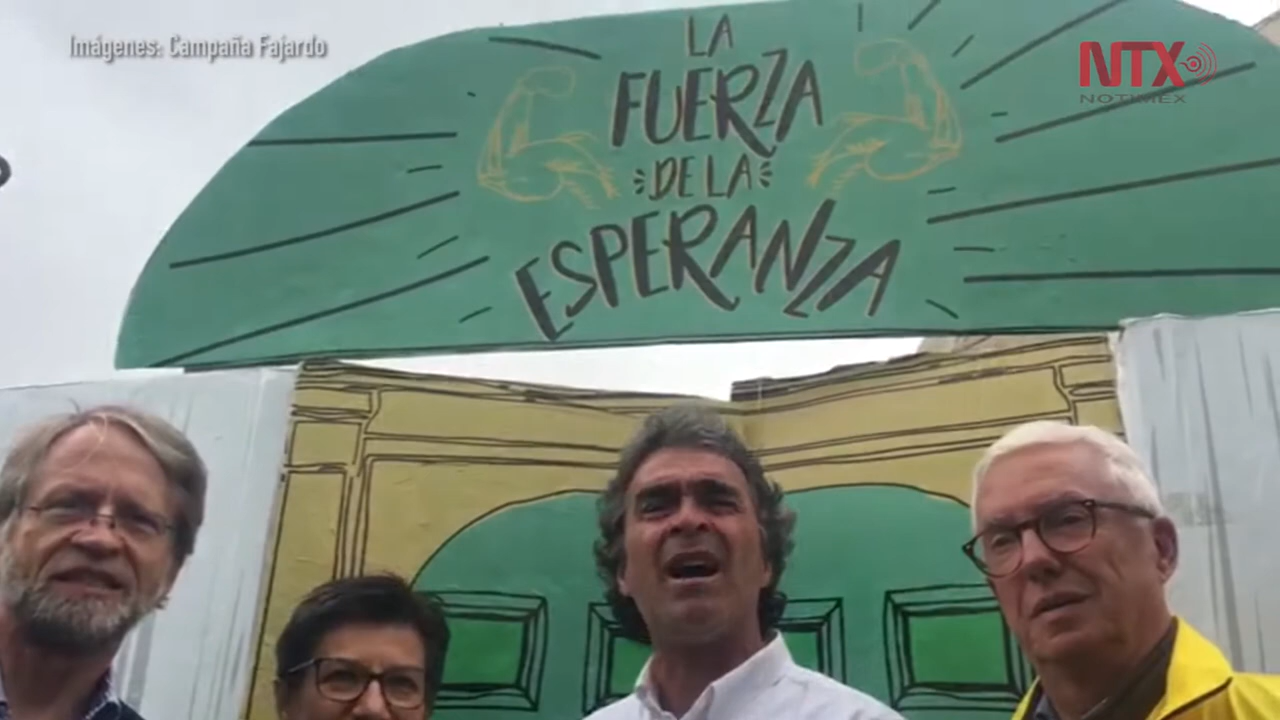 Imágenes: Campaña Fajardo
NTX
NOTIMEX
LA
FUERZA
DE LA
ESPERANZA